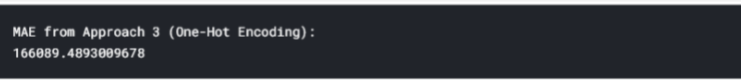 MAE from Approach 3 (One-Hot Encoding):
166089.4893009678